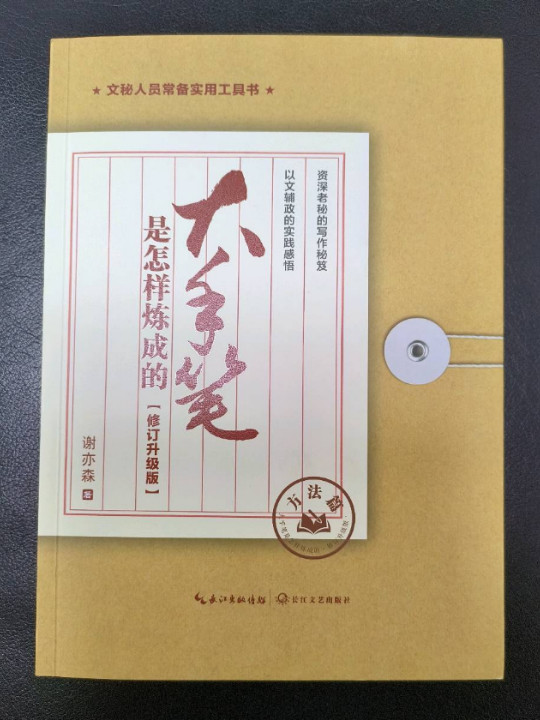 ★ 文秘人员常备实用工具书 ★
资深老秘的写作秘笈
以文辅政的实践感悟
大手笔
是怎样炼成的
【修订升级版】
谢亦森 著
方法篇
长江出版传媒 长江文艺出版社